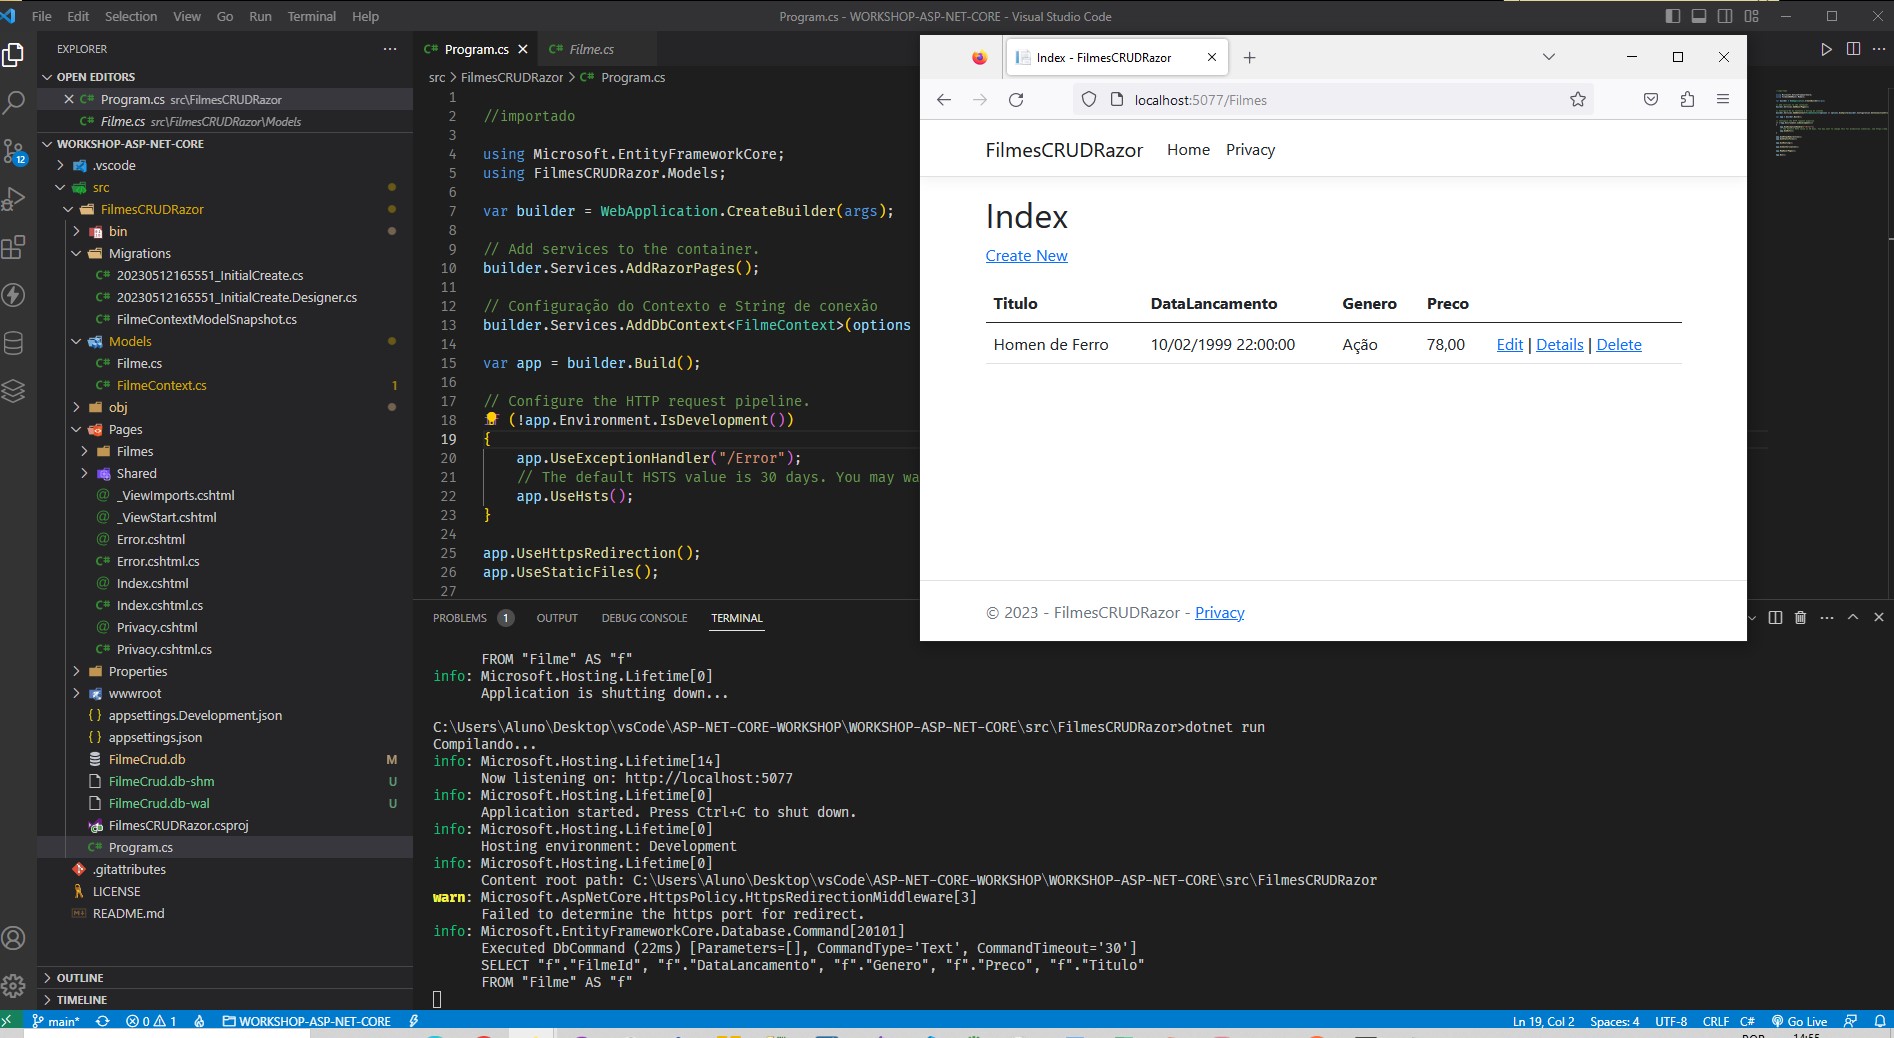 File Edit Selection View Go Run Terminal Help
Program.cs - WORKSHOP-ASP-NET-CORE - Visual Studio Code
EXPLORER
OPEN EDITORS
Program.cs src\FilmesCRUDRazor
Filme.cs src\FilmesCRUDRazor\Models
WORKSHOP-ASP-NET-CORE
.vscode
src
FilmesCRUDRazor
bin
Migrations
20230512165551_InitialCreate.cs
20230512165551_InitialCreate.Designer.cs
FilmeContextModelSnapshot.cs
Models
Filme.cs
FilmeContext.cs 1
obj
Pages
Filmes
Shared
_ViewImports.cshtml
_ViewStart.cshtml
Error.cshtml
Error.cshtml.cs
Index.cshtml
Index.cshtml.cs
Privacy.cshtml
Privacy.cshtml.cs
Properties
wwwroot
appsettings.Development.json
appsettings.json
FilmeCrud.db M
FilmeCrud.db-shm U
FilmeCrud.db-wal U
FilmesCRUDRazor.csproj
Program.cs
.gitattributes
LICENSE
README.md
OUTLINE
TIMELINE
12
Program.cs Filme.cs
src > FilmesCRUDRazor > Program.cs
1
2 //importado
3
4 using Microsoft.EntityFrameworkCore;
5 using FilmesCRUDRazor.Models;
6
7 var builder = WebApplication.CreateBuilder(args);
8
9 // Add services to the container.
10 builder.Services.AddRazorPages();
11
12 // Configuração do Contexto e String de conexão
13 builder.Services.AddDbContext<FilmeContext>(options
14
15 var app = builder.Build();
16
17 // Configure the HTTP request pipeline.
18 (!app.Environment.IsDevelopment())
19 {
20 app.UseExceptionHandler("/Error");
21 // The default HSTS value is 30 days. You may wa
22 app.UseHsts();
23 }
24
25 app.UseHttpsRedirection();
26 app.UseStaticFiles();
27
Index - FilmesCRUDRazor
localhost:5077/Filmes
FilmesCRUDRazor Home Privacy
Index
Create New
Titulo DataLancamento Genero Preco
Homen de Ferro 10/02/1999 22:00:00 Ação 78,00 Edit | Details | Delete
© 2023 - FilmesCRUDRazor - Privacy
PROBLEMS 1 OUTPUT DEBUG CONSOLE TERMINAL
FROM "Filme" AS "f"
info: Microsoft.Hosting.Lifetime[0]
Application is shutting down...
C:\Users\Aluno\Desktop\vsCode\ASP-NET-CORE-WORKSHOP\WORKSHOP-ASP-NET-CORE\src\FilmesCRUDRazor>dotnet run
Compilando...
info: Microsoft.Hosting.Lifetime[14]
Now listening on: http://localhost:5077
info: Microsoft.Hosting.Lifetime[0]
Application started. Press Ctrl+C to shut down.
info: Microsoft.Hosting.Lifetime[0]
Hosting environment: Development
info: Microsoft.Hosting.Lifetime[0]
Content root path: C:\Users\Aluno\Desktop\vsCode\ASP-NET-CORE-WORKSHOP\WORKSHOP-ASP-NET-CORE\src\FilmesCRUDRazor
warn: Microsoft.AspNetCore.HttpsPolicy.HttpsRedirectionMiddleware[3]
Failed to determine the https port for redirect.
info: Microsoft.EntityFrameworkCore.Database.Command[20101]
Executed DbCommand (22ms) [Parameters=[], CommandType='Text', CommandTimeout='30']
SELECT "f"."FilmeId", "f"."DataLancamento", "f"."Genero", "f"."Preco", "f"."Titulo"
FROM "Filme" AS "f"
main* 0 1 WORKSHOP-ASP-NET-CORE
Ln 19, Col 2 Spaces: 4 UTF-8 CRLF C# Go Live